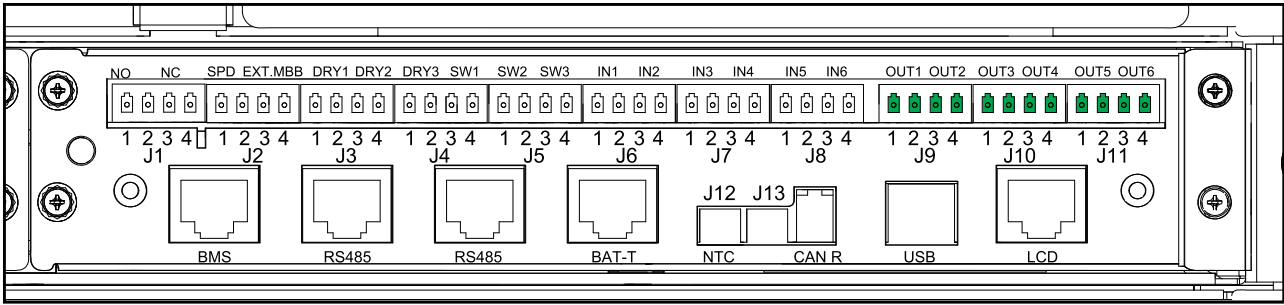 NO NC SPD EXT.MBB DRY1 DRY2 DRY3 SW1 SW2 SW3 IN1 IN2 IN3 IN4 IN5 IN6 OUT1 OUT2 OUT3 OUT4 OUT5 OUT6
1 2 3 4 1 2 3 4 1 2 3 4 1 2 3 4 1 2 3 4 1 2 3 4 1 2 3 4 1 2 3 4 1 2 3 4 1 2 3 4 1 2 3 4
J1 J2 J3 J4 J5 J6 J7 J8 J9 J10 J11
J12 J13
BMS RS485 RS485 BAT-T NTC CAN R USB LCD